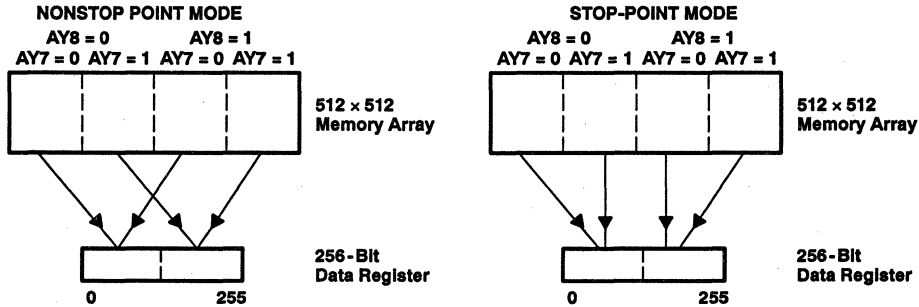 NONSTOP POINT MODE
AY8 = 0 AY8 = 1
AY7 = 0 AY7 = 1 AY7 = 0 AY7 = 1
512 × 512
Memory Array
256-Bit
Data Register
0 255
STOP-POINT MODE
AY8 = 0 AY8 = 1
AY7 = 0 AY7 = 1 AY7 = 0 AY7 = 1
512 × 512
Memory Array
256-Bit
Data Register
0 255